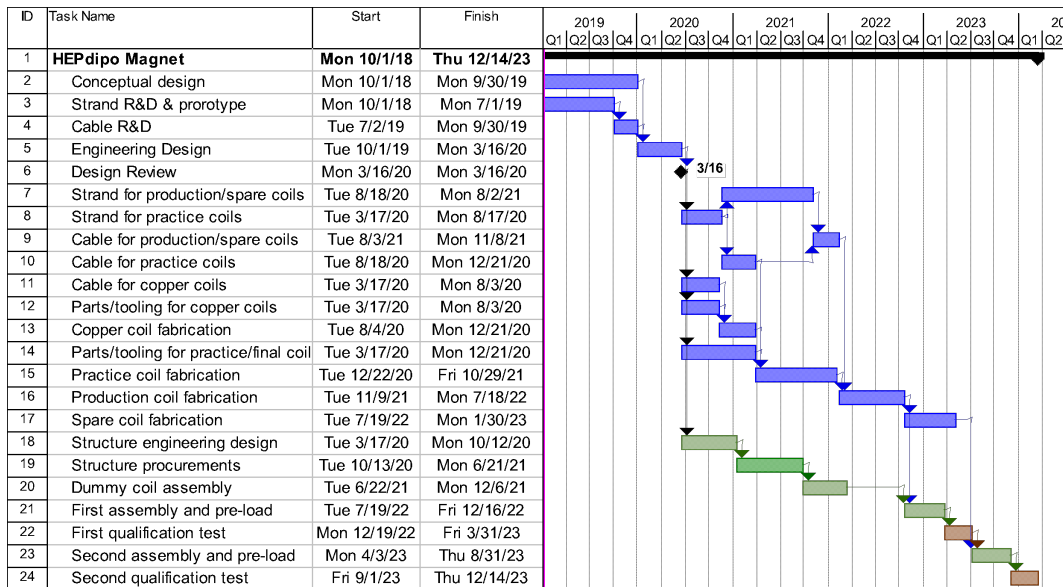 ID Task Name Start Finish 2019 2020 2021 2022 2023 20
Q1 Q2 Q3 Q4 Q1 Q2 Q3 Q4 Q1 Q2 Q3 Q4 Q1 Q2 Q3 Q4 Q1 Q2 Q3 Q4 Q1 Q2
1 HEPdipo Magnet Mon 10/1/18 Thu 12/14/23
2 Conceptual design Mon 10/1/18 Mon 9/30/19
3 Strand R&D & prorotype Mon 10/1/18 Mon 7/1/19
4 Cable R&D Tue 7/2/19 Mon 9/30/19
5 Engineering Design Tue 10/1/19 Mon 3/16/20
6 Design Review Mon 3/16/20 Mon 3/16/20 3/16
7 Strand for production/spare coils Tue 8/18/20 Mon 8/2/21
8 Strand for practice coils Tue 3/17/20 Mon 8/17/20
9 Cable for production/spare coils Tue 8/3/21 Mon 11/8/21
10 Cable for practice coils Tue 8/18/20 Mon 12/21/20
11 Cable for copper coils Tue 3/17/20 Mon 8/3/20
12 Parts/tooling for copper coils Tue 3/17/20 Mon 8/3/20
13 Copper coil fabrication Tue 8/4/20 Mon 12/21/20
14 Parts/tooling for practice/final coil Tue 3/17/20 Mon 12/21/20
15 Practice coil fabrication Tue 12/22/20 Fri 10/29/21
16 Production coil fabrication Tue 11/9/21 Mon 7/18/22
17 Spare coil fabrication Tue 7/19/22 Mon 1/30/23
18 Structure engineering design Tue 3/17/20 Mon 10/12/20
19 Structure procurements Tue 10/13/20 Mon 6/21/21
20 Dummy coil assembly Tue 6/22/21 Mon 12/6/21
21 First assembly and pre-load Tue 7/19/22 Fri 12/16/22
22 First qualification test Mon 12/19/22 Fri 3/31/23
23 Second assembly and pre-load Mon 4/3/23 Thu 8/31/23
24 Second qualification test Fri 9/1/23 Thu 12/14/23